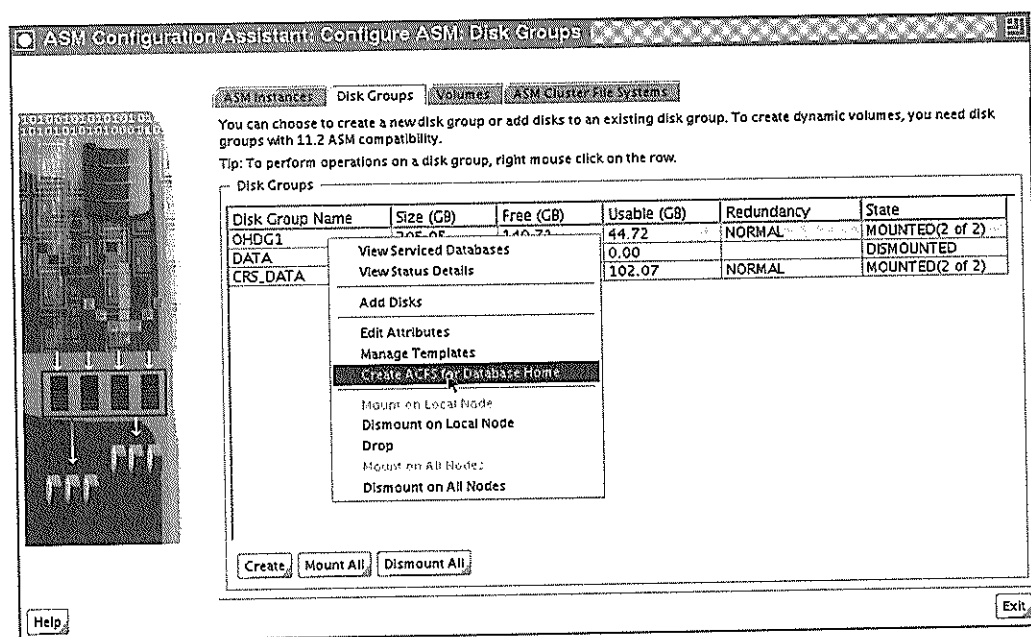 ASM Configuration Assistant: Configure ASM: Disk Groups
ASM Instances Disk Groups Volumes ASM Cluster File Systems
You can choose to create a new disk group or add disks to an existing disk group. To create dynamic volumes, you need disk
groups with 11.2 ASM compatibility.
Tip: To perform operations on a disk group, right mouse click on the row.
Disk Groups
Disk Group Name Size (GB) Free (GB) Usable (GB) Redundancy State
OHDG1 44.72 NORMAL MOUNTED(2 of 2)
DATA 0.00 DISMOUNTED
CRS_DATA 102.07 NORMAL MOUNTED(2 of 2)
View Serviced Databases
View Status Details
Add Disks
Edit Attributes
Manage Templates
Create ACFS for Database Home
Mount on Local Node
Dismount on Local Node
Drop
Mount on All Nodes
Dismount on All Nodes
Create Mount All Dismount All
Help Exit